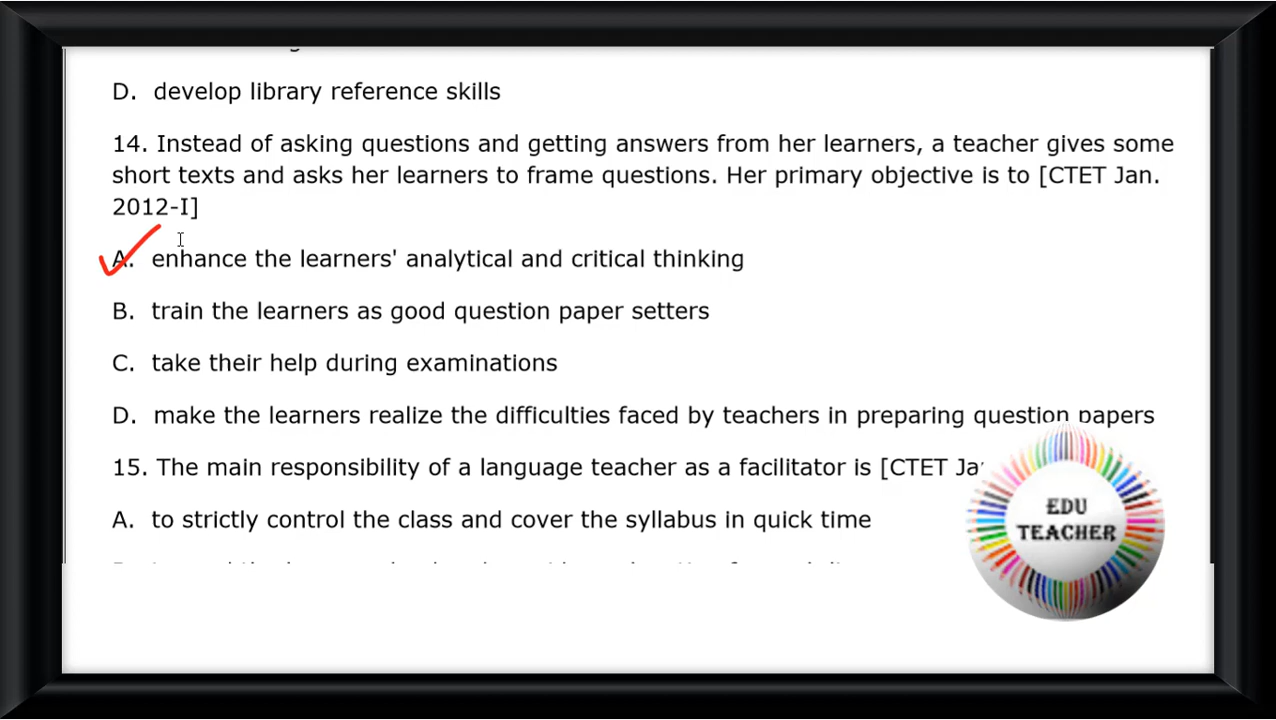 D. develop library reference skills
14. Instead of asking questions and getting answers from her learners, a teacher gives some
short texts and asks her learners to frame questions. Her primary objective is to [CTET Jan.
2012-I]
A. enhance the learners' analytical and critical thinking
B. train the learners as good question paper setters
C. take their help during examinations
D. make the learners realize the difficulties faced by teachers in preparing question papers
15. The main responsibility of a language teacher as a facilitator is [CTET
A. to strictly control the class and cover the syllabus in quick time
EDU
TEACHER